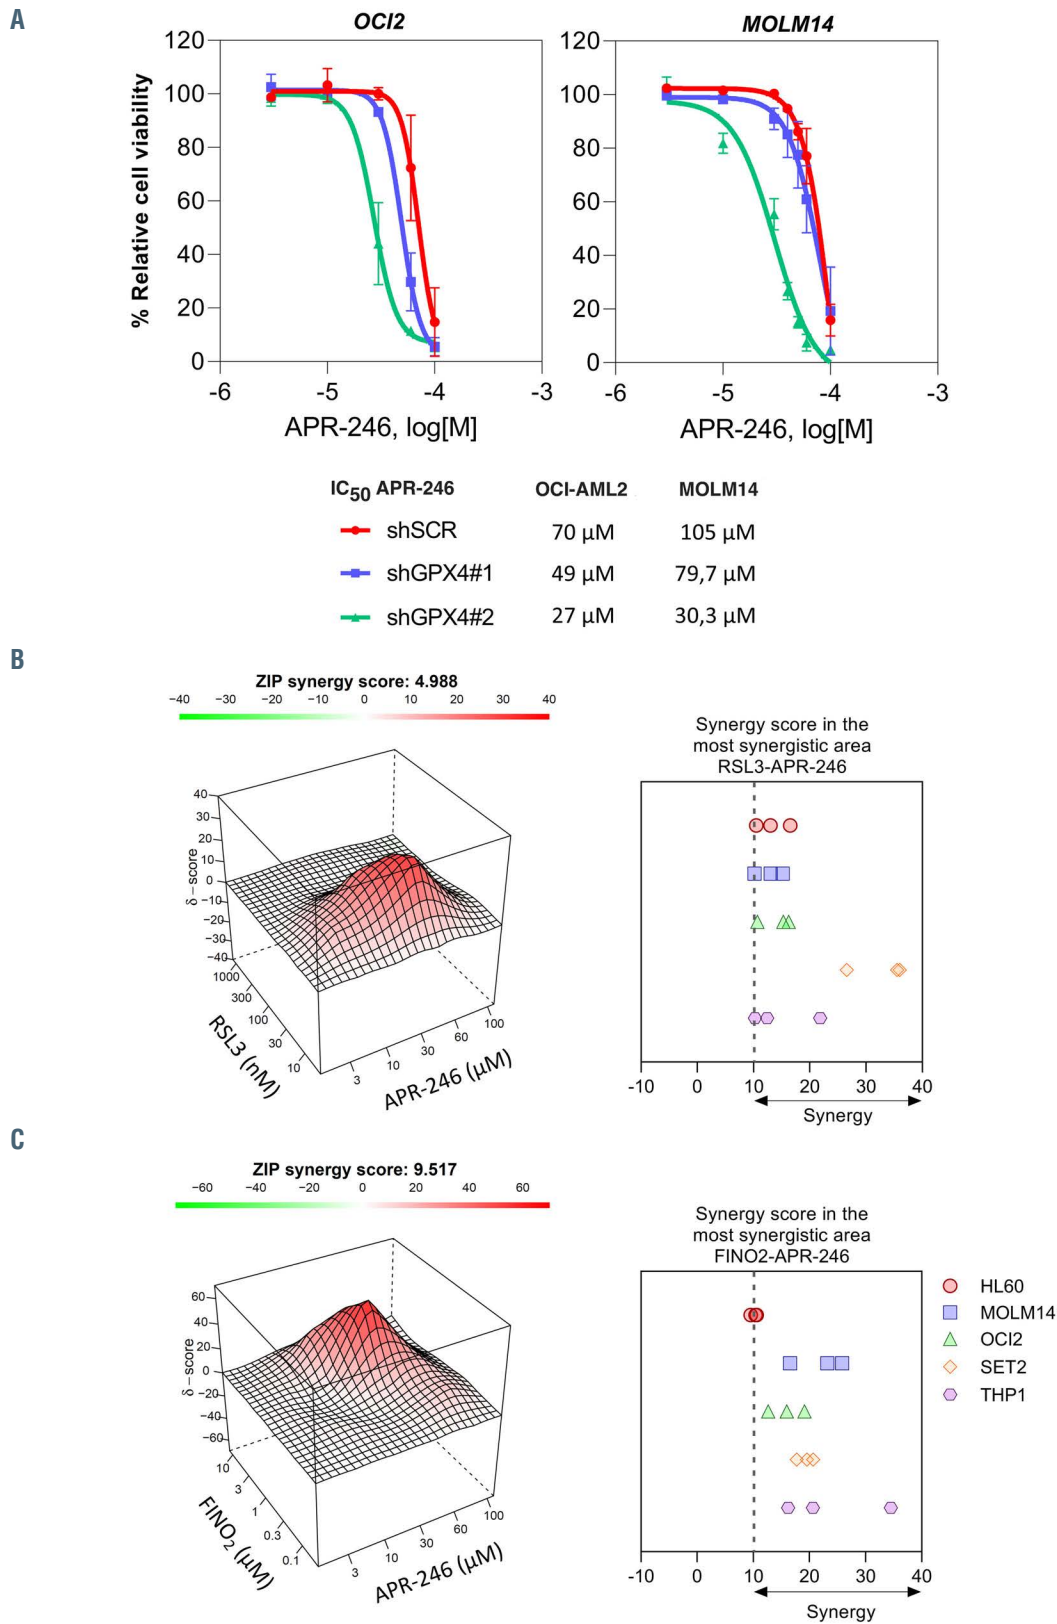 A
OCI2
MOLM14
% Relative cell viability
120
100
80
60
40
20
0
-6
-5
-4
-3
APR-246, log[M]
120
100
80
60
40
20
0
-6
-5
-4
-3
APR-246, log[M]
IC50 APR-246 OCI-AML2 MOLM14
shSCR 70 µM 105 µM
shGPX4#1 49 µM 79,7 µM
shGPX4#2 27 µM 30,3 µM
B
ZIP synergy score: 4.988
−40 −30 −20 −10 0 10 20 30 40
δ−score
40
30
20
10
0
−10
−20
−30
−40
1000
300
100
30
10
RSL3 (nM)
3
10
30
60
100
APR-246 (µM)
Synergy score in the
most synergistic area
RSL3-APR-246
-10 0 10 20 30 40
Synergy
C
ZIP synergy score: 9.517
−60 −40 −20 0 20 40 60
δ−score
60
40
20
0
−20
−40
−60
10
3
1
0.3
0.1
FINO2 (µM)
3
10
30
60
100
APR-246 (µM)
Synergy score in the
most synergistic area
FINO2-APR-246
-10 0 10 20 30 40
Synergy
HL60
MOLM14
OCI2
SET2
THP1